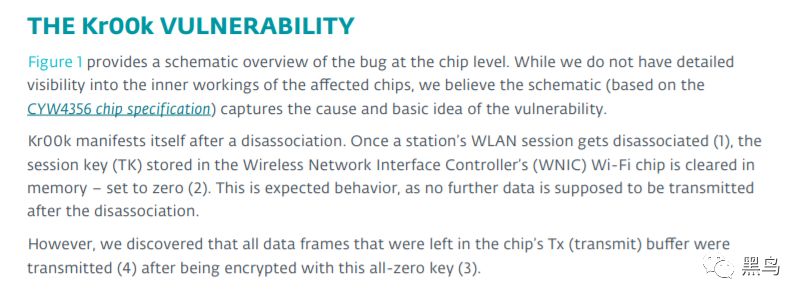 THE Kr00k VULNERABILITY
Figure 1 provides a schematic overview of the bug at the chip level. While we do not have detailed
visibility into the inner workings of the affected chips, we believe the schematic (based on the
CYW4356 chip specification) captures the cause and basic idea of the vulnerability.
Kr00k manifests itself after a disassociation. Once a station's WLAN session gets disassociated (1), the
session key (TK) stored in the Wireless Network Interface Controller's (WNIC) Wi-Fi chip is cleared in
memory – set to zero (2). This is expected behavior, as no further data is supposed to be transmitted
after the disassociation.
However, we discovered that all data frames that were left in the chip's Tx (transmit) buffer were
transmitted (4) after being encrypted with this all-zero key (3).
黑鸟